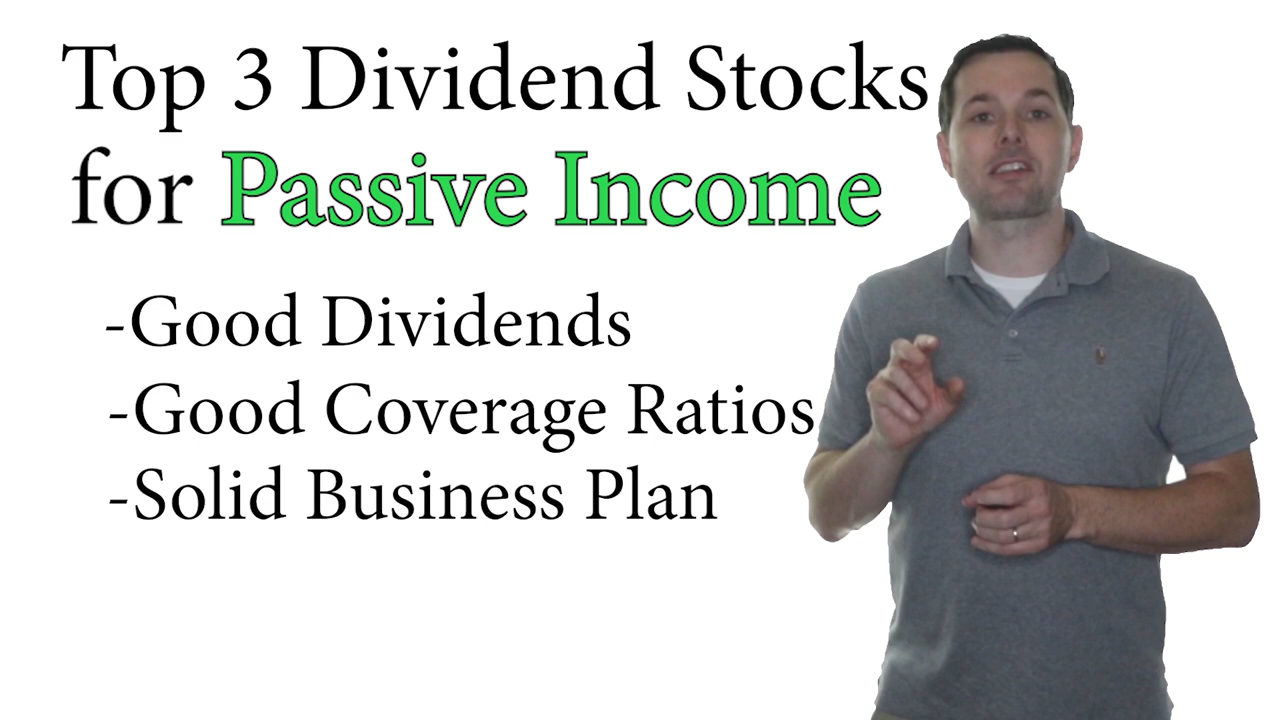 Top 3 Dividend Stocks
for Passive Income
-Good Dividends
-Good Coverage Ratios
-Solid Business Plan